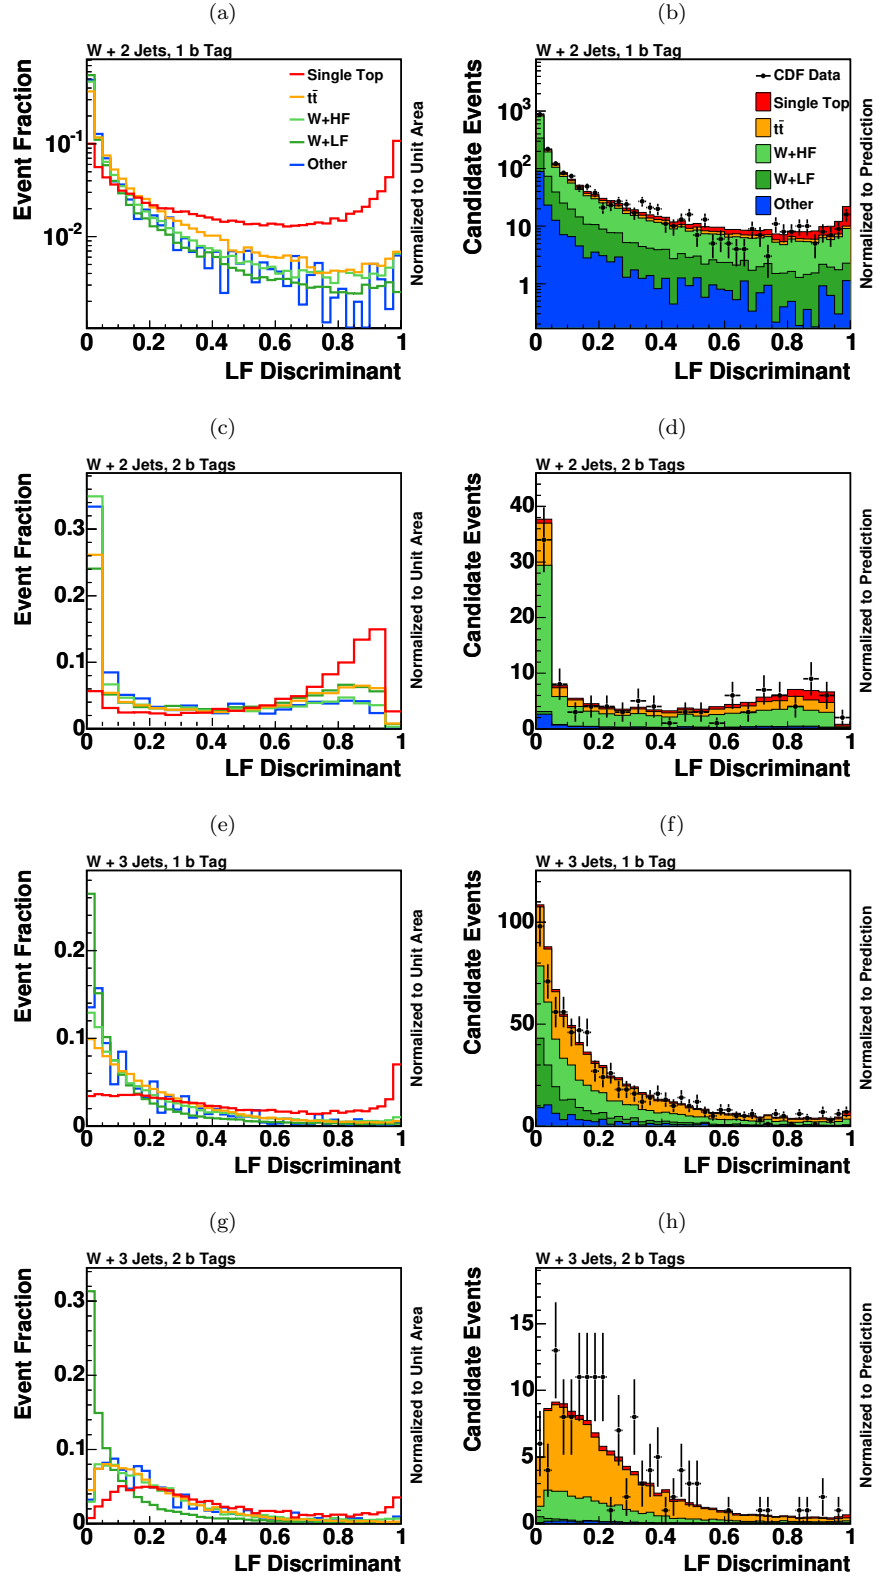 (a)
(b)
W + 2 Jets, 1 b Tag
Event Fraction
10⁻¹
10⁻²
Single Top
tt̄
W+HF
W+LF
Other
Normalized to Unit Area
0 0.2 0.4 0.6 0.8 1
LF Discriminant
W + 2 Jets, 1 b Tag
Candidate Events
10³
10²
10
1
CDF Data
Single Top
tt̄
W+HF
W+LF
Other
Normalized to Prediction
0 0.2 0.4 0.6 0.8 1
LF Discriminant
(c)
(d)
W + 2 Jets, 2 b Tags
Event Fraction
0.3
0.2
0.1
0
Normalized to Unit Area
0 0.2 0.4 0.6 0.8 1
LF Discriminant
W + 2 Jets, 2 b Tags
Candidate Events
40
30
20
10
0
Normalized to Prediction
0 0.2 0.4 0.6 0.8 1
LF Discriminant
(e)
(f)
W + 3 Jets, 1 b Tag
Event Fraction
0.2
0.1
0
Normalized to Unit Area
0 0.2 0.4 0.6 0.8 1
LF Discriminant
W + 3 Jets, 1 b Tag
Candidate Events
100
50
0
Normalized to Prediction
0 0.2 0.4 0.6 0.8 1
LF Discriminant
(g)
(h)
W + 3 Jets, 2 b Tags
Event Fraction
0.3
0.2
0.1
0
Normalized to Unit Area
0 0.2 0.4 0.6 0.8 1
LF Discriminant
W + 3 Jets, 2 b Tags
Candidate Events
15
10
5
0
Normalized to Prediction
0 0.2 0.4 0.6 0.8 1
LF Discriminant